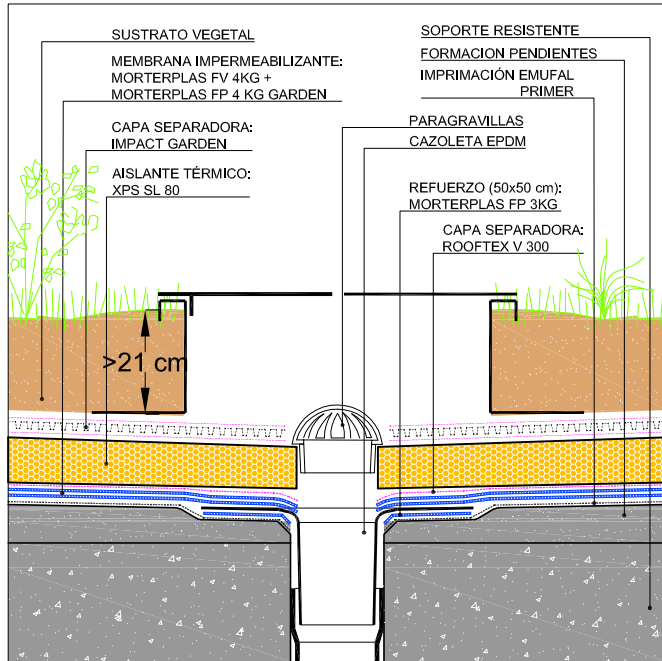 SUSTRATO VEGETAL
MEMBRANA IMPERMEABILIZANTE:
MORTERPLAS FV 4KG +
MORTERPLAS FP 4 KG GARDEN
CAPA SEPARADORA:
IMPACT GARDEN
AISLANTE TÉRMICO:
XPS SL 80
SOPORTE RESISTENTE
FORMACION PENDIENTES
IMPRIMACIÓN EMUFAL
PRIMER
PARAGRAVILLAS
CAZOLETA EPDM
REFUERZO (50x50 cm):
MORTERPLAS FP 3KG
CAPA SEPARADORA:
ROOFTEX V 300
>21 cm